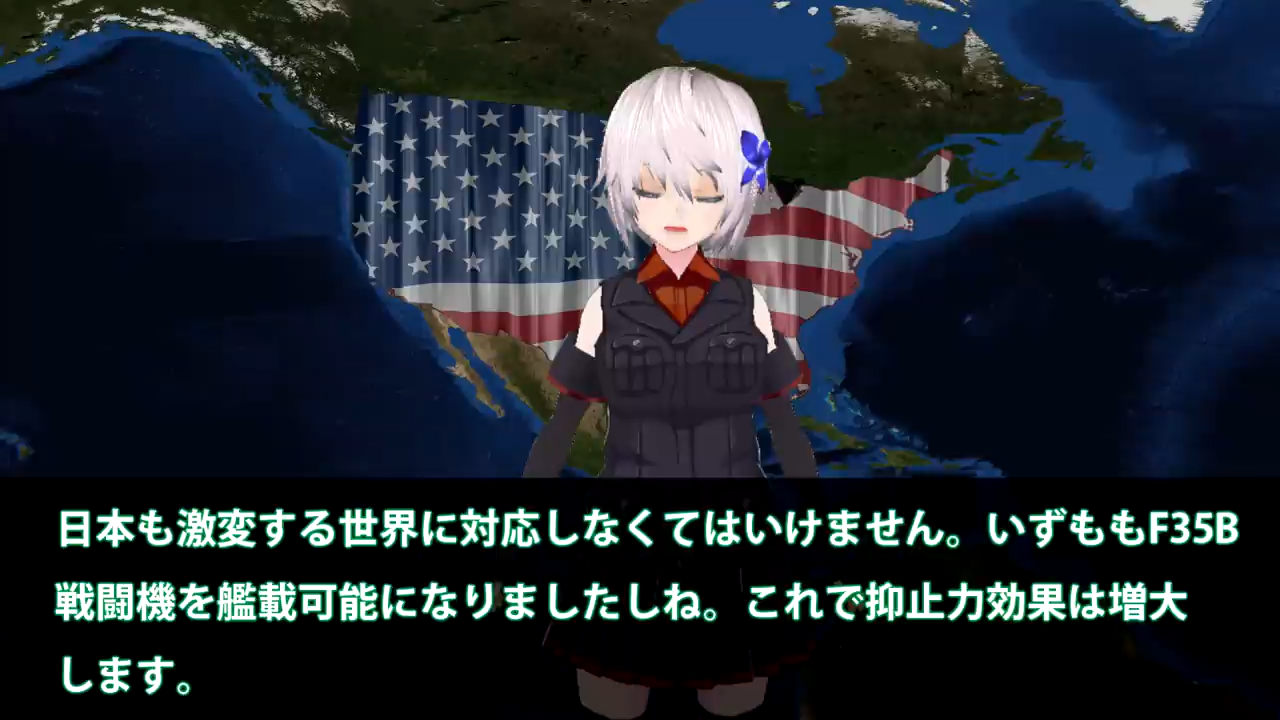 日本も激変する世界に対応しなくてはいけません。いずももF35B
戦闘機を艦載可能になりましたしね。これで抑止力効果は増大
します。